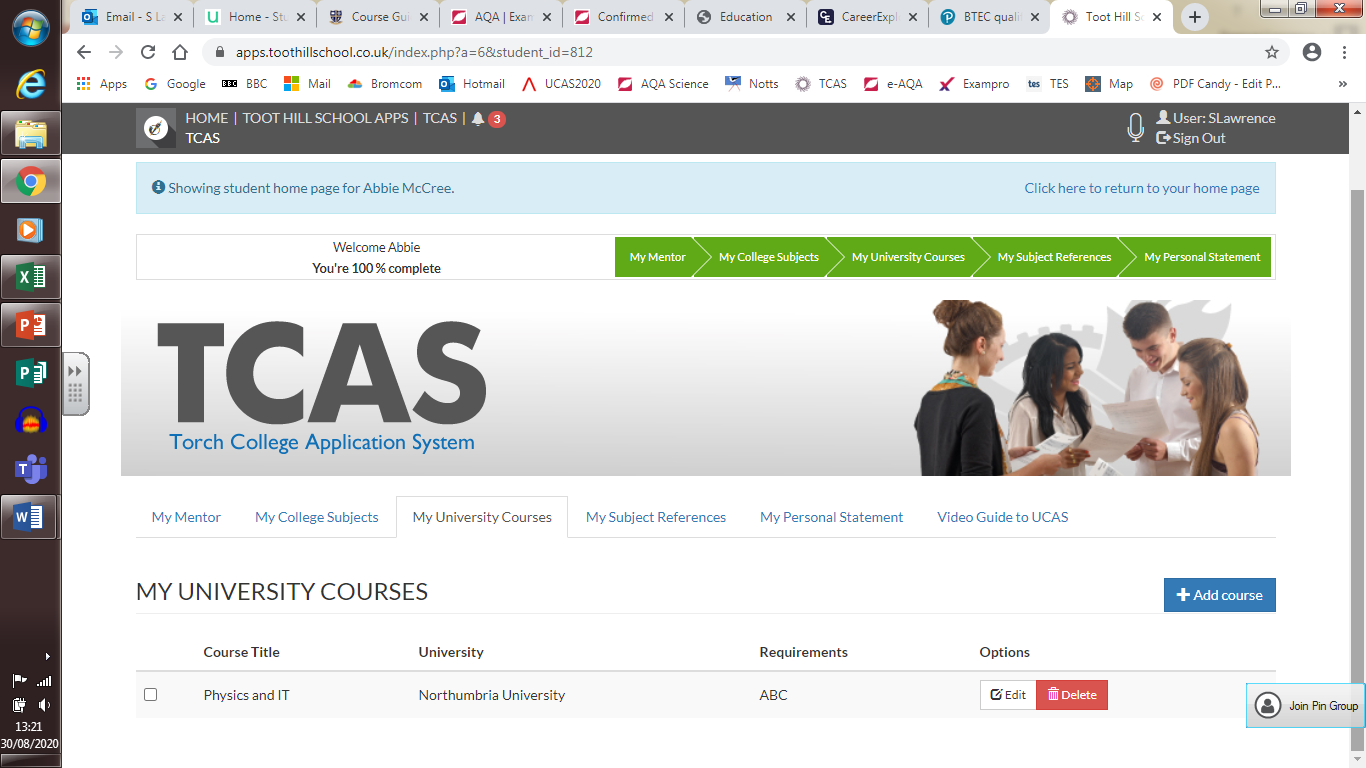 Email - S La
Home - Stu
Course Gui
AQA | Exan
Confirmed
Education
CareerExpl
BTEC quali
Toot Hill Sc
apps.toothillschool.co.uk/index.php?a=6&student_id=812
Apps
Google
BBC
BBC
Mail
Bromcom
Hotmail
UCAS2020
AQA Science
Notts
TCAS
e-AQA
Exampro
tes
TES
Map
PDF Candy - Edit P...
HOME | TOOT HILL SCHOOL APPS | TCAS | 3
TCAS
User: SLawrence
Sign Out
Showing student home page for Abbie McCree.
Click here to return to your home page
Welcome Abbie
You're 100 % complete
My Mentor
My College Subjects
My University Courses
My Subject References
My Personal Statement
TCAS
Torch College Application System
My Mentor
My College Subjects
My University Courses
My Subject References
My Personal Statement
Video Guide to UCAS
MY UNIVERSITY COURSES
Add course
Course Title
University
Requirements
Options
Physics and IT
Northumbria University
ABC
Edit
Delete
Join Pin Group
13:21
30/08/2020